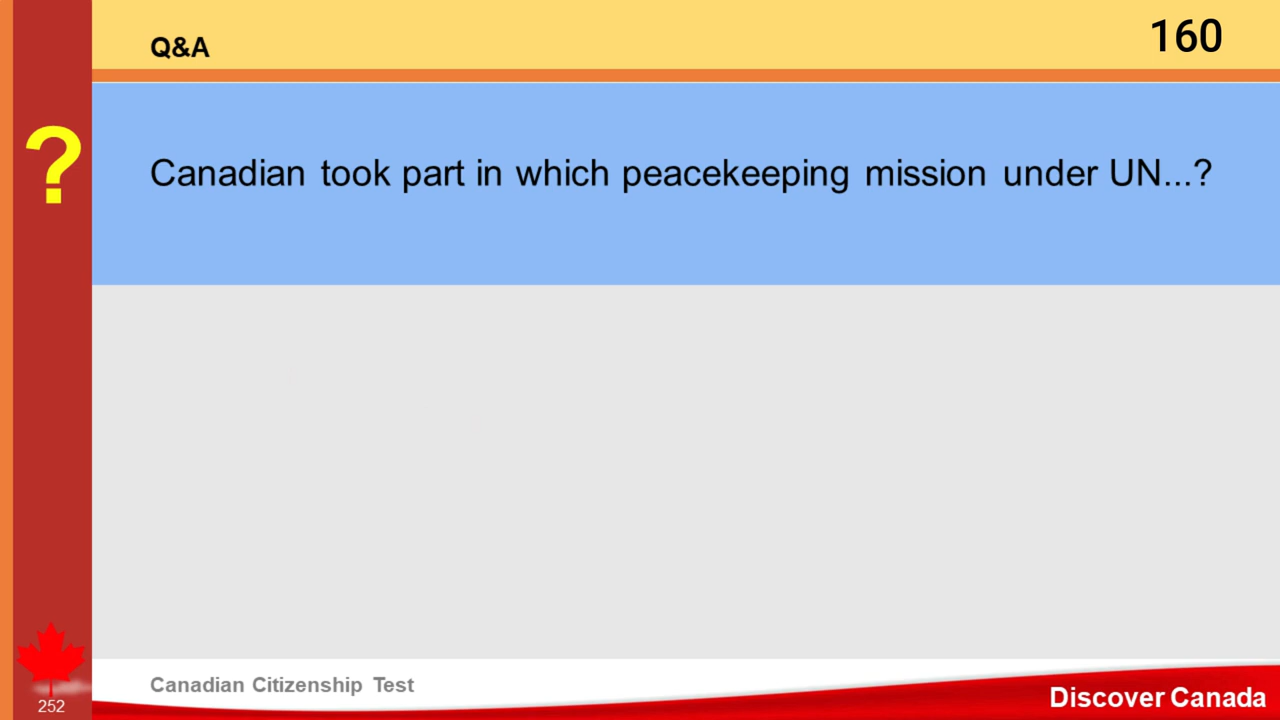 Q&A
160
?
Canadian took part in which peacekeeping mission under UN...?
Canadian Citizenship Test
252
Discover Canada